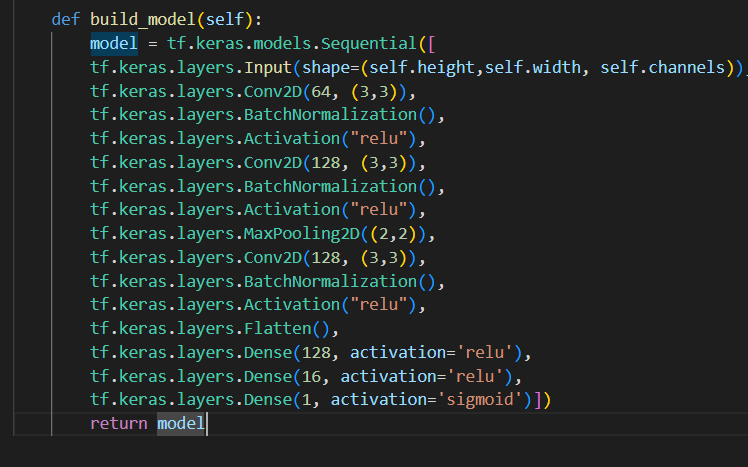 def build_model(self):
model = tf.keras.models.Sequential([
tf.keras.layers.Input(shape=(self.height,self.width, self.channels)),
tf.keras.layers.Conv2D(64, (3,3)),
tf.keras.layers.BatchNormalization(),
tf.keras.layers.Activation("relu"),
tf.keras.layers.Conv2D(128, (3,3)),
tf.keras.layers.BatchNormalization(),
tf.keras.layers.Activation("relu"),
tf.keras.layers.MaxPooling2D((2,2)),
tf.keras.layers.Conv2D(128, (3,3)),
tf.keras.layers.BatchNormalization(),
tf.keras.layers.Activation("relu"),
tf.keras.layers.Flatten(),
tf.keras.layers.Dense(128, activation='relu'),
tf.keras.layers.Dense(16, activation='relu'),
tf.keras.layers.Dense(1, activation='sigmoid')])
return model